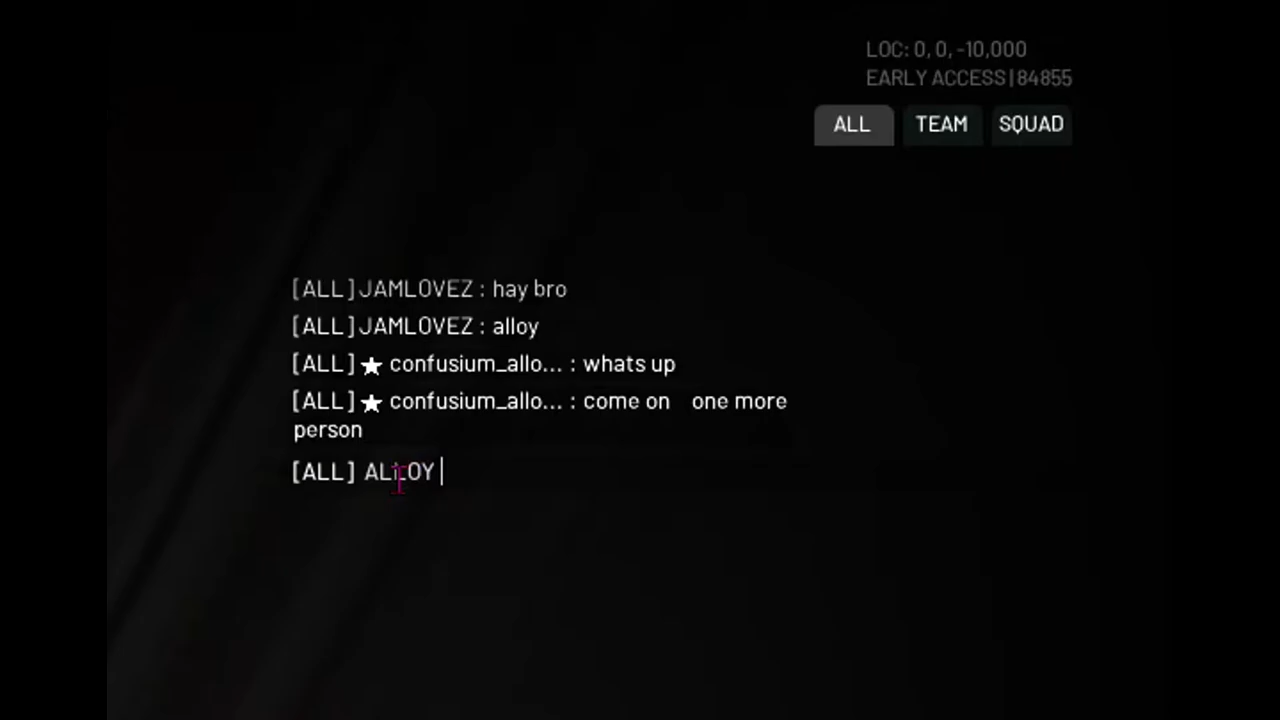 LOC: 0, 0, -10,000
EARLY ACCESS | 84855
ALL TEAM SQUAD
[ALL] JAMLOVEZ : hay bro
[ALL] JAMLOVEZ : alloy
[ALL] ★ confusium_allo... : whats up
[ALL] ★ confusium_allo... : come on one more
person
[ALL] ALLOY